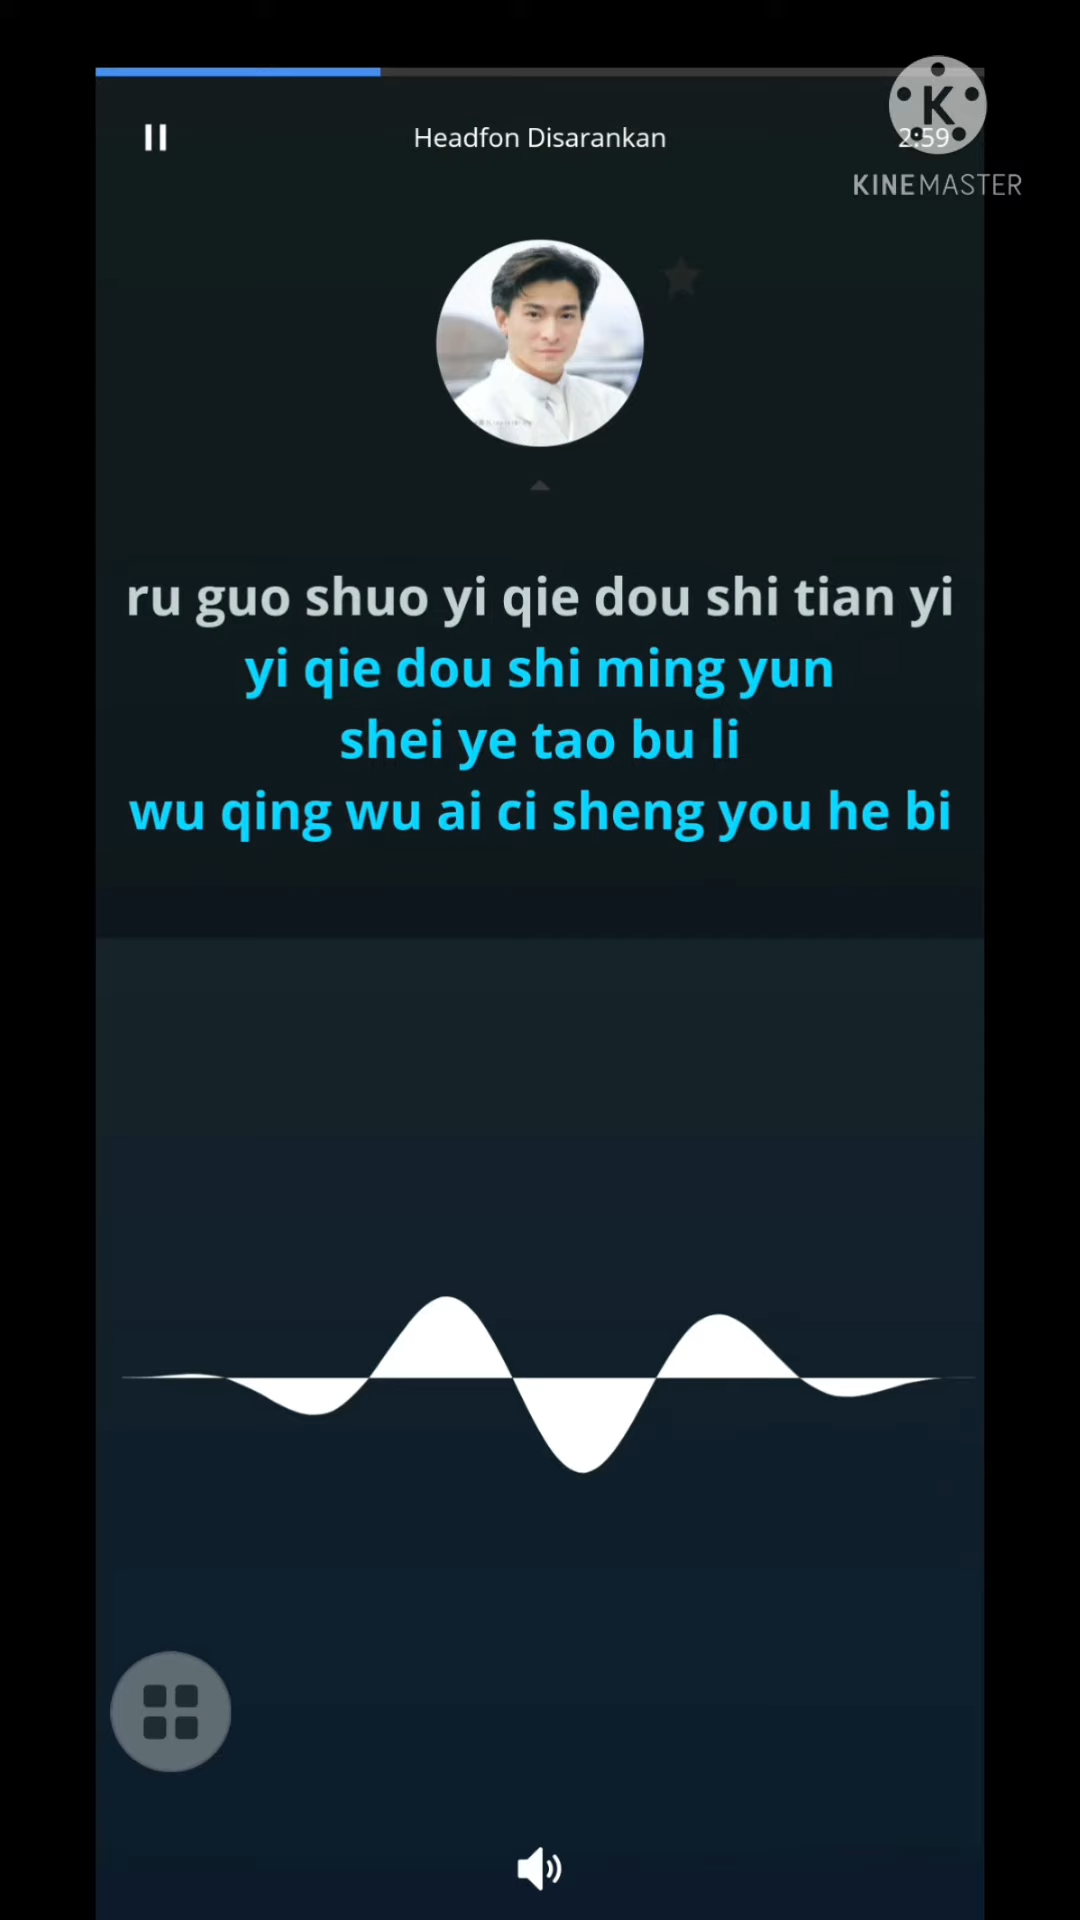 Headfon Disarankan
2:59
KINEMASTER
ru guo shuo yi qie dou shi tian yi
yi qie dou shi ming yun
shei ye tao bu li
wu qing wu ai ci sheng you he bi